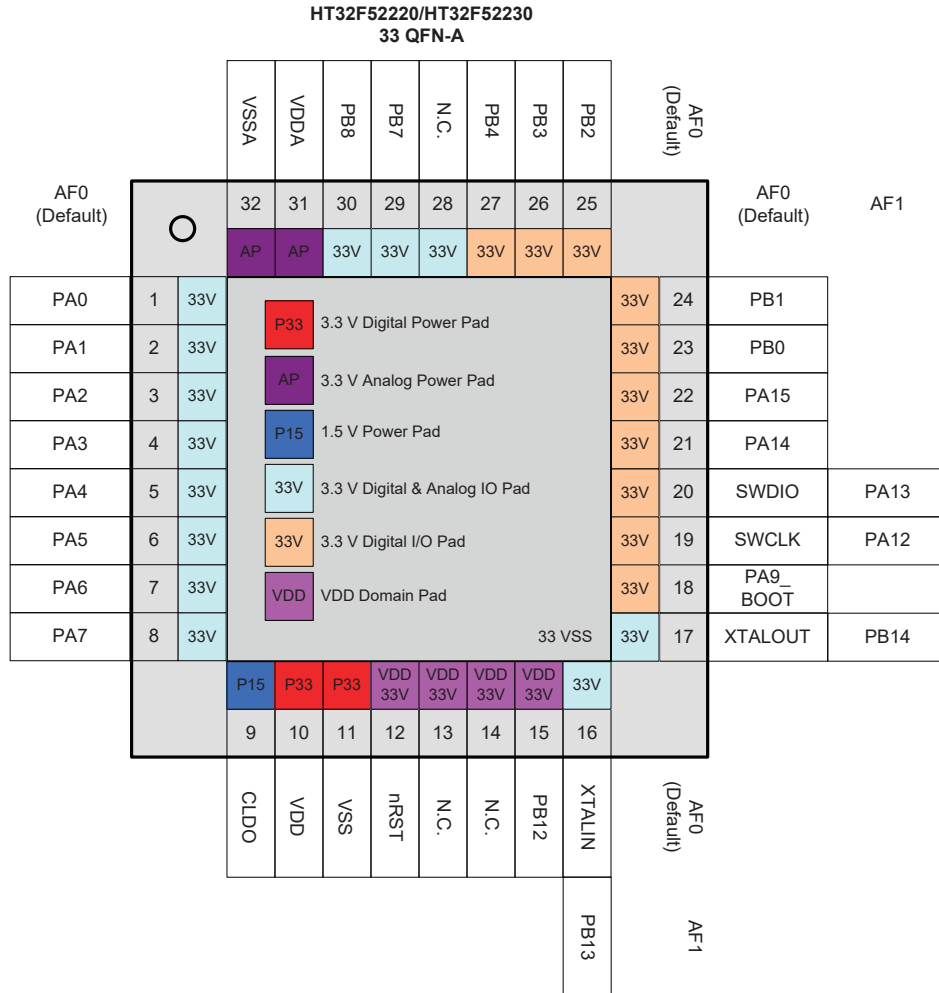 HT32F52220/HT32F52230
33 QFN-A
VSSA
VDDA
PB8
PB7
N.C.
PB4
PB3
PB2
AF0
(Default)
AF0
(Default)
32 31 30 29 28 27 26 25
AF0
(Default)
AF1
AP AP 33V 33V 33V 33V 33V 33V
PA0 1 33V
PA1 2 33V
PA2 3 33V
PA3 4 33V
PA4 5 33V
PA5 6 33V
PA6 7 33V
PA7 8 33V
P33 3.3 V Digital Power Pad
AP 3.3 V Analog Power Pad
P15 1.5 V Power Pad
33V 3.3 V Digital & Analog IO Pad
33V 3.3 V Digital I/O Pad
VDD VDD Domain Pad
33 VSS
33V 24 PB1
33V 23 PB0
33V 22 PA15
33V 21 PA14
33V 20 SWDIO PA13
33V 19 SWCLK PA12
33V 18 PA9_
BOOT
33V 17 XTALOUT PB14
P15 P33 P33 VDD
33V VDD
33V VDD
33V VDD
33V 33V
9 10 11 12 13 14 15 16
CLDO
VDD
VSS
nRST
N.C.
N.C.
PB12
XTALIN
AF0
(Default)
PB13
AF1